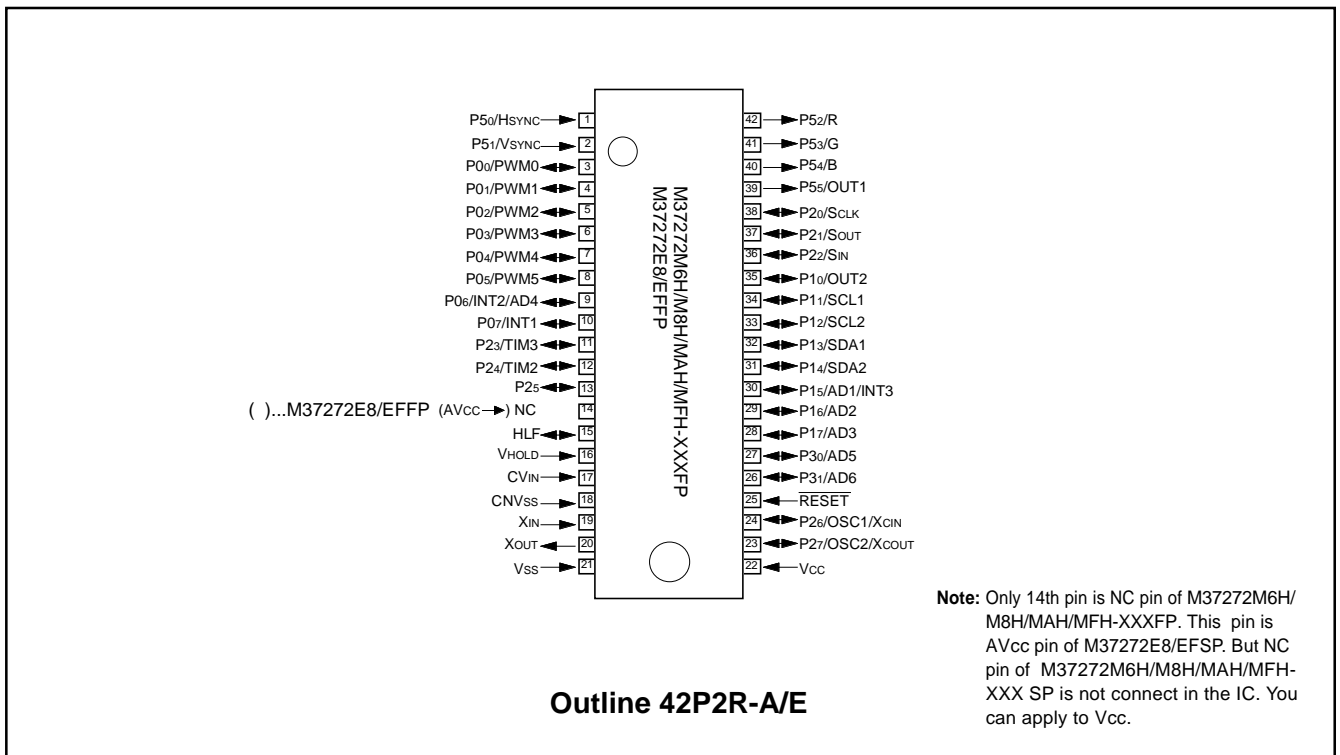 P50/HSYNC 1
P51/VSYNC 2
P00/PWM0 3
P01/PWM1 4
P02/PWM2 5
P03/PWM3 6
P04/PWM4 7
P05/PWM5 8
P06/INT2/AD4 9
P07/INT1 10
P23/TIM3 11
P24/TIM2 12
P25 13
( )...M37272E8/EFFP (AVCC ) NC 14
HLF 15
VHOLD 16
CVIN 17
CNVSS 18
XIN 19
XOUT 20
VSS 21
M37272M6H/M8H/MAH/MFH-XXXFP
M37272E8/EFFP
42 P52/R
41 P53/G
40 P54/B
39 P55/OUT1
38 P20/SCLK
37 P21/SOUT
36 P22/SIN
35 P10/OUT2
34 P11/SCL1
33 P12/SCL2
32 P13/SDA1
31 P14/SDA2
30 P15/AD1/INT3
29 P16/AD2
28 P17/AD3
27 P30/AD5
26 P31/AD6
25 RESET
24 P26/OSC1/XCIN
23 P27/OSC2/XCOUT
22 VCC
Note: Only 14th pin is NC pin of M37272M6H/
M8H/MAH/MFH-XXXFP. This pin is
AVcc pin of M37272E8/EFSP. But NC
pin of M37272M6H/M8H/MAH/MFH-
XXX SP is not connect in the IC. You
can apply to Vcc.
Outline 42P2R-A/E